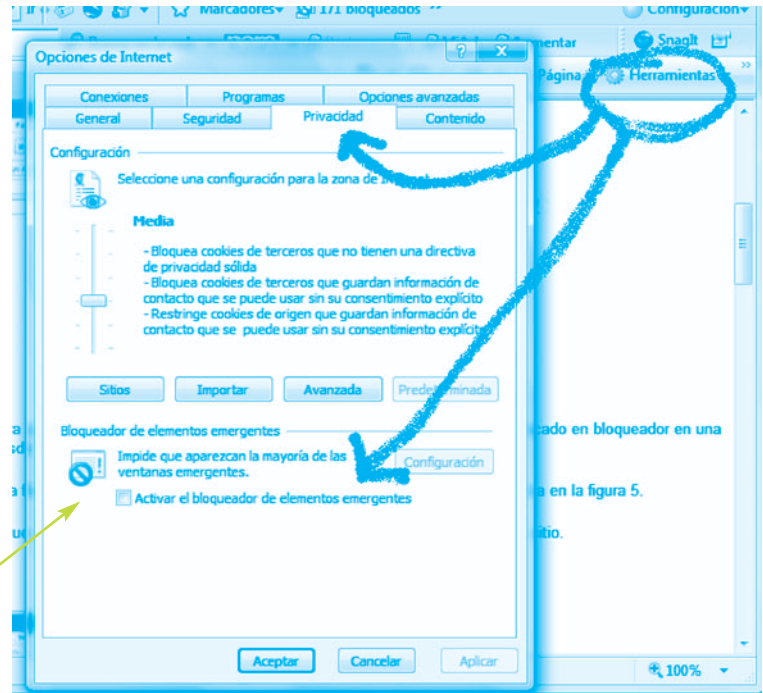 Marcadores
171 bloqueados
Configuración
Opciones de Internet
mentar
SnagIt
Página
Herramientas
Conexiones Programas Opciones avanzadas
General Seguridad Privacidad Contenido
Configuración
Seleccione una configuración para la zona de
Media
- Bloquea cookies de terceros que no tienen una directiva
de privacidad sólida
- Bloquea cookies de terceros que guardan información de
contacto que se puede usar sin su consentimiento explícito
- Restringe cookies de origen que guardan información de
contacto que se puede usar sin su consentimiento explícito
Sitios Importar Avanzada Predeterminada
Bloqueador de elementos emergentes
cado en bloqueador en una
Impide que aparezcan la mayoría de las
ventanas emergentes.
Configuración
Activar el bloqueador de elementos emergentes
a en la figura 5.
itio.
Aceptar Cancelar Aplicar
100%